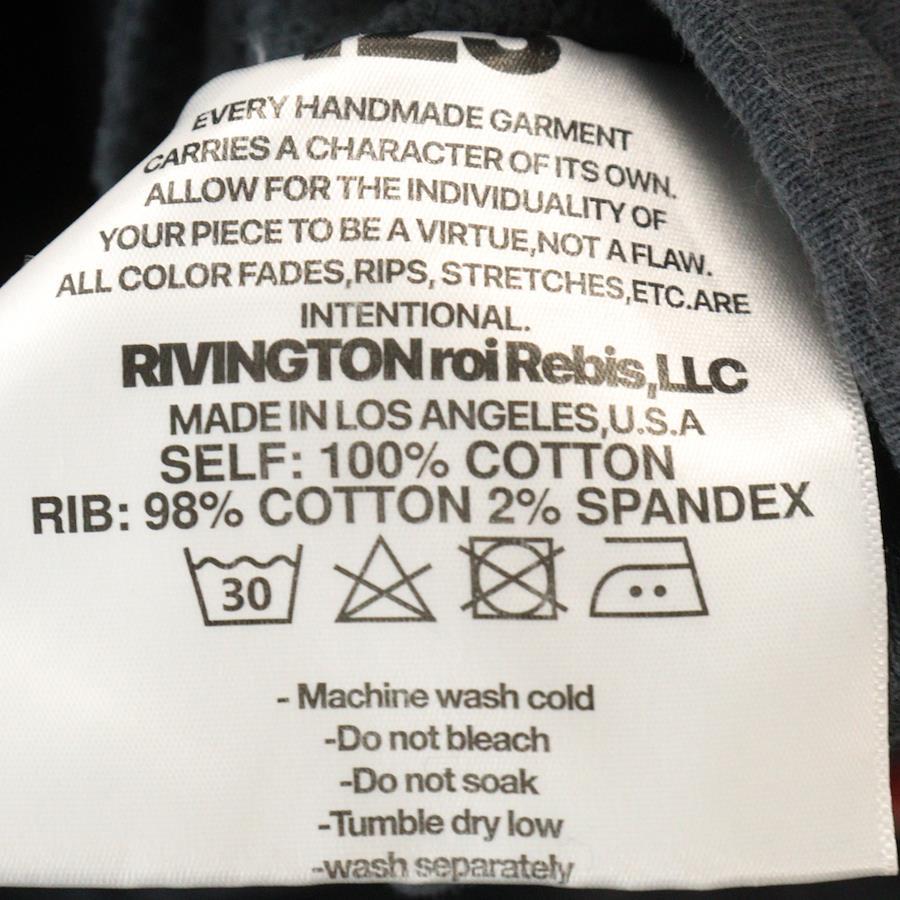 EVERY HANDMADE GARMENT
CARRIES A CHARACTER OF ITS OWN.
ALLOW FOR THE INDIVIDUALITY OF
YOUR PIECE TO BE A VIRTUE,NOT A FLAW.
ALL COLOR FADES,RIPS, STRETCHES,ETC.ARE
INTENTIONAL.
RIVINGTON roi Rebis,LLC
MADE IN LOS ANGELES,U.S.A
SELF: 100% COTTON
RIB: 98% COTTON 2% SPANDEX
30
- Machine wash cold
-Do not bleach
-Do not soak
-Tumble dry low
-wash separately